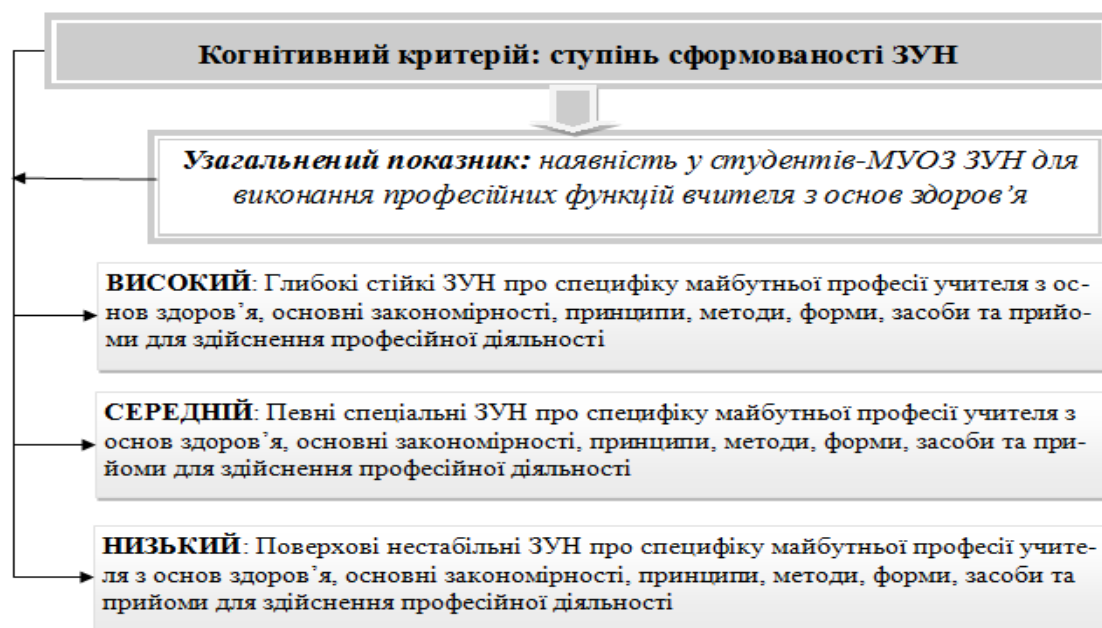 Когнітивний критерій: ступінь сформованості ЗУН
Узагальнений показник: наявність у студентів-МУОЗ ЗУН для
виконання професійних функцій вчителя з основ здоров’я
ВИСОКИЙ: Глибокі стійкі ЗУН про специфіку майбутньої професії учителя з ос-
нов здоров’я, основні закономірності, принципи, методи, форми, засоби та прийо-
ми для здійснення професійної діяльності
СЕРЕДНІЙ: Певні спеціальні ЗУН про специфіку майбутньої професії учителя з
основ здоров’я, основні закономірності, принципи, методи, форми, засоби та при-
йоми для здійснення професійної діяльності
НИЗЬКИЙ: Поверхові нестабільні ЗУН про специфіку майбутньої професії учите-
ля з основ здоров’я, основні закономірності, принципи, методи, форми, засоби та
прийоми для здійснення професійної діяльності